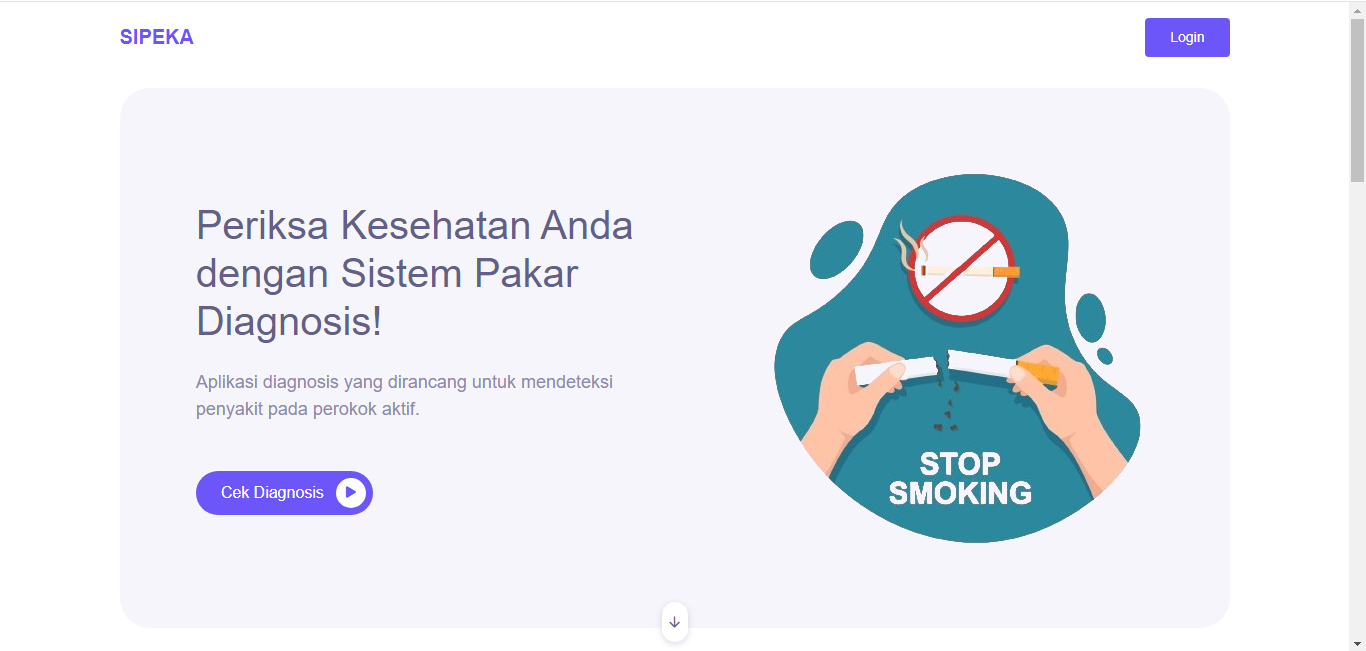 SIPEKA
Login
Periksa Kesehatan Anda
dengan Sistem Pakar
Diagnosis!
Aplikasi diagnosis yang dirancang untuk mendeteksi
penyakit pada perokok aktif.
Cek Diagnosis
STOP
SMOKING